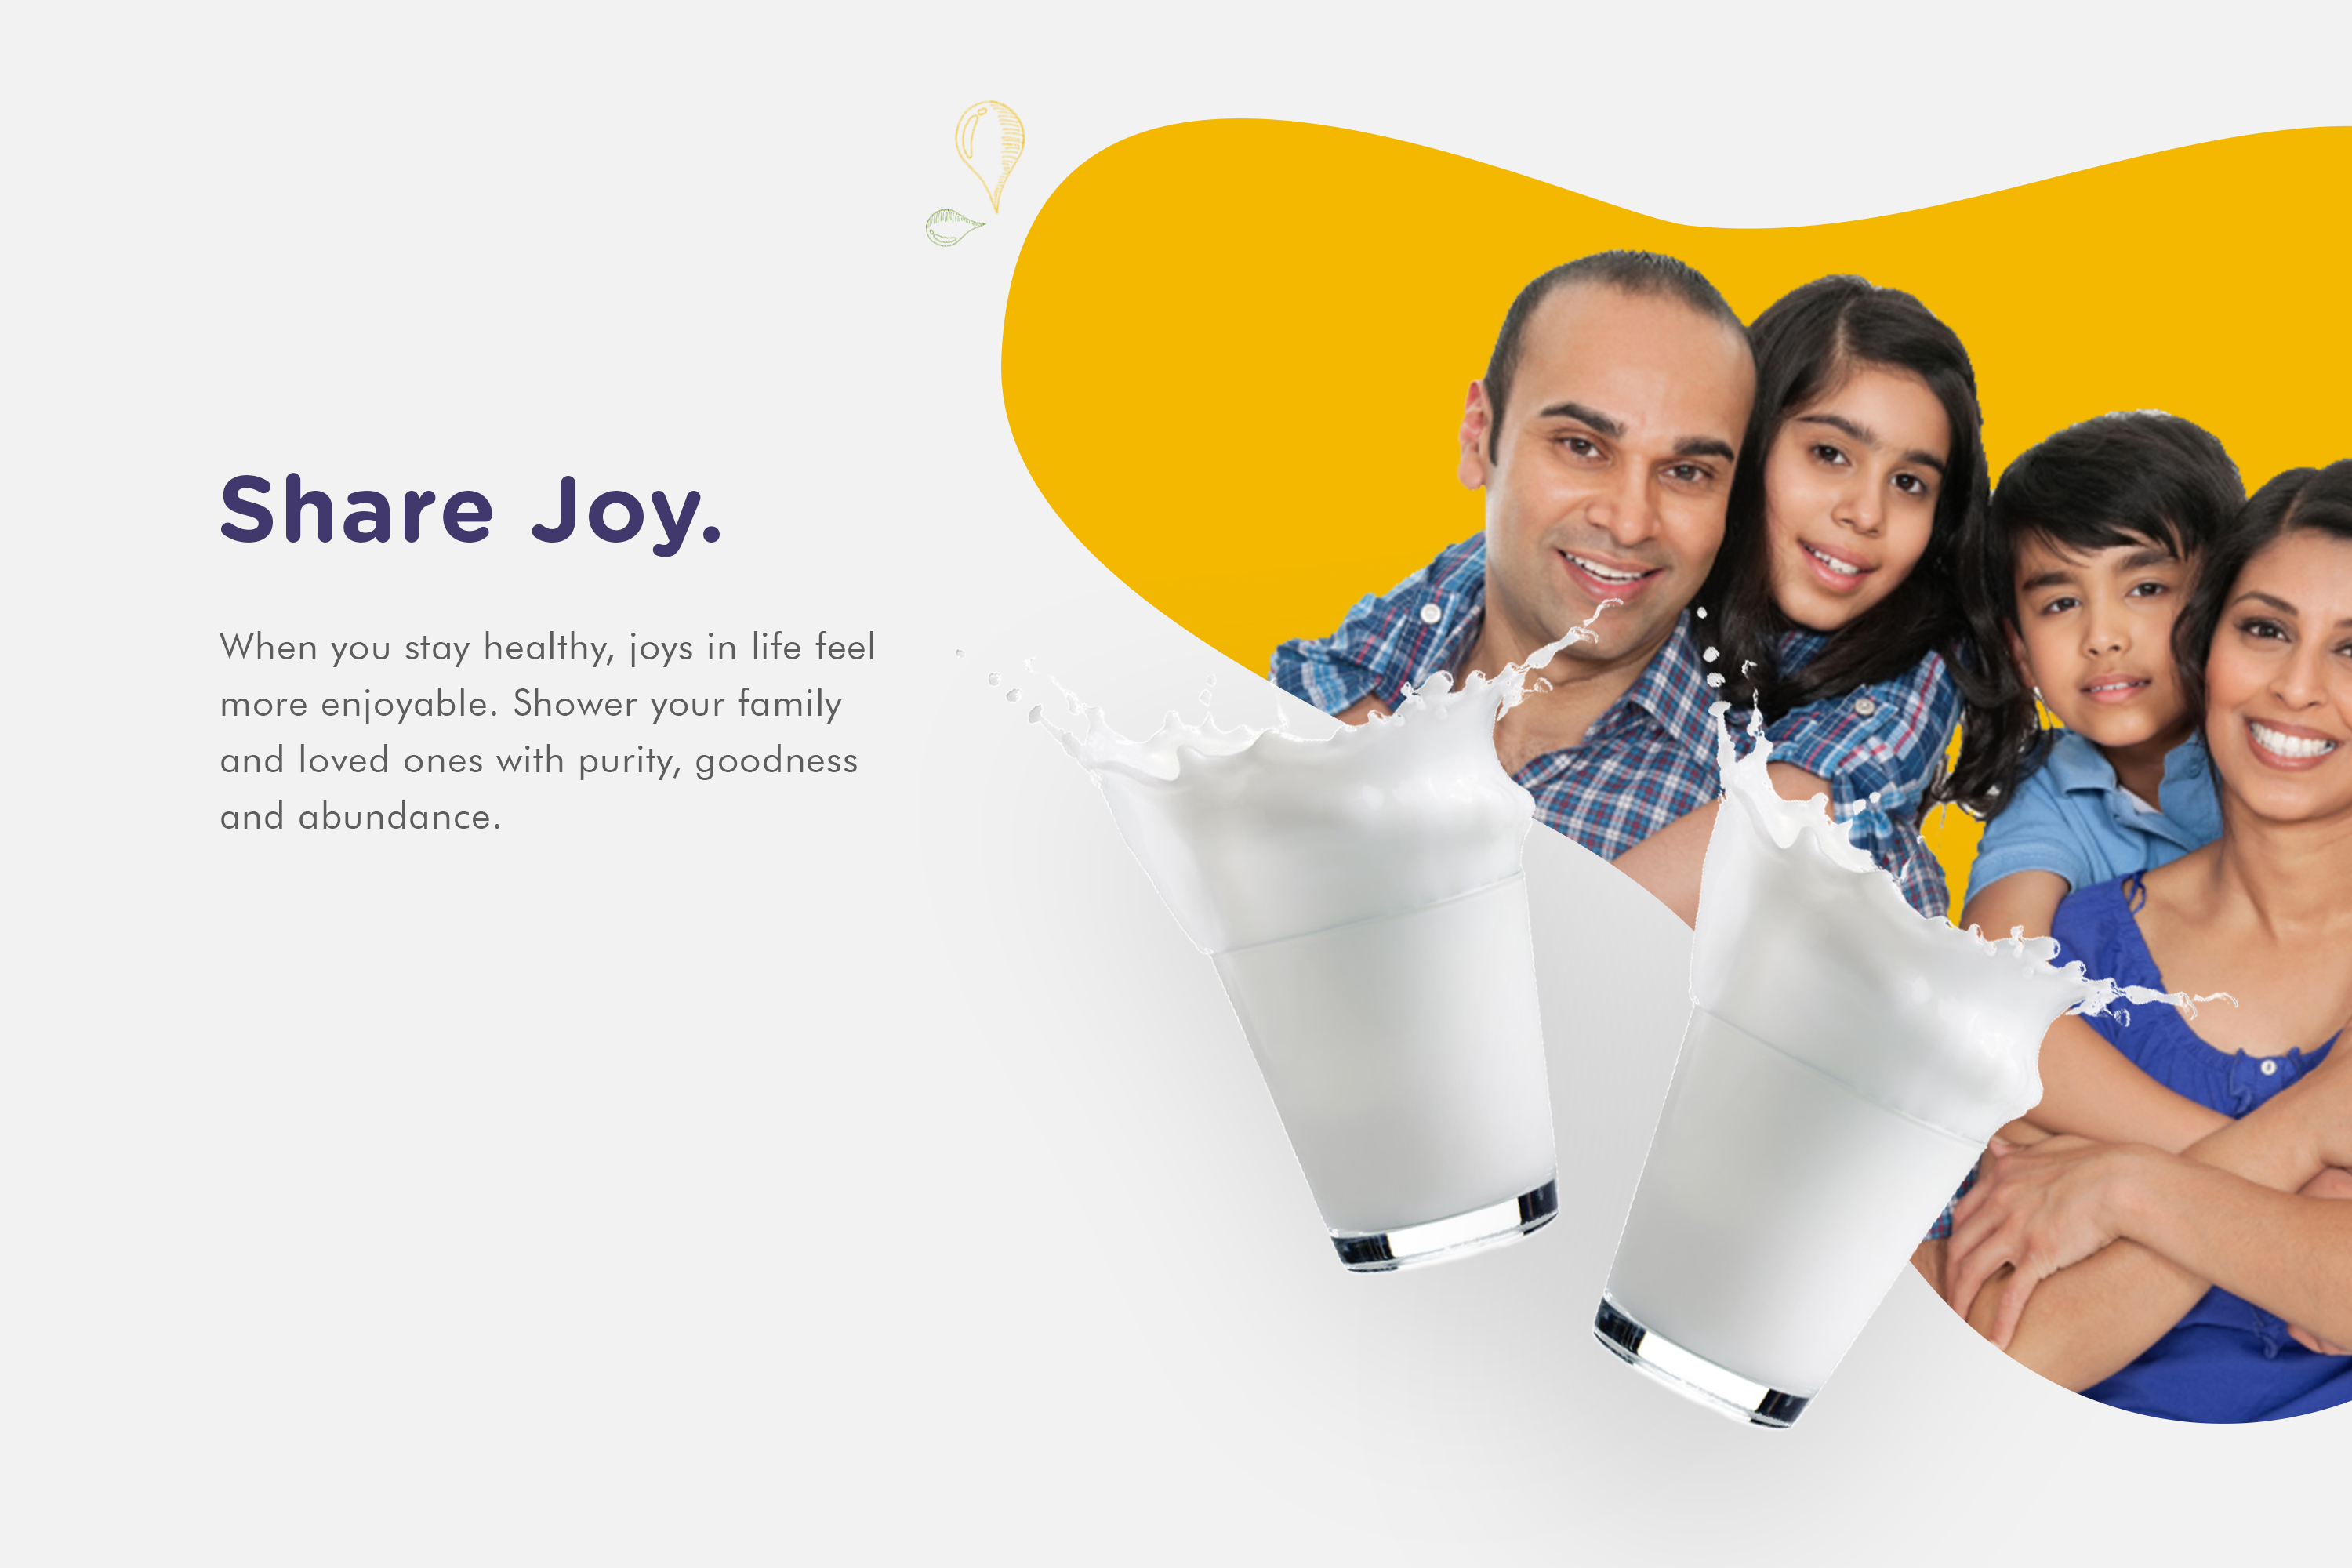 Share Joy.
When you stay healthy, joys in life feel
more enjoyable. Shower your family
and loved ones with purity, goodness
and abundance.